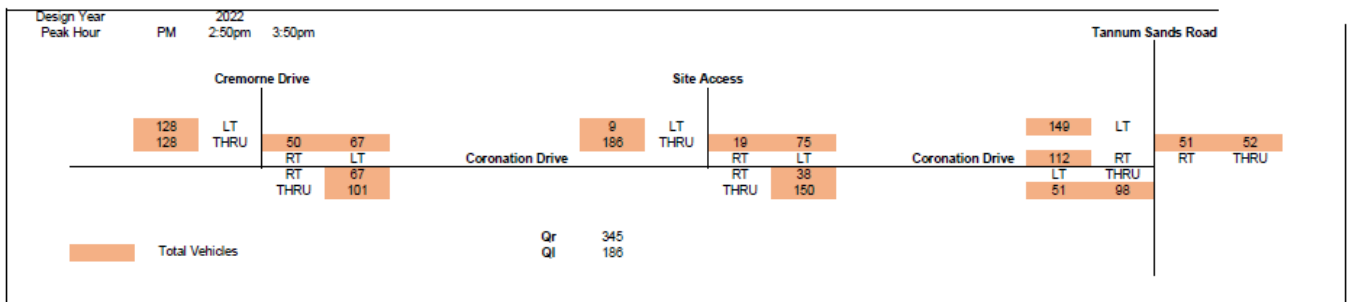 Design Year 2022
Peak Hour PM 2:50pm 3:50pm Tannum Sands Road
Cremorne Drive Site Access
128 LT 9 LT 149 LT
128 THRU 50 67 186 THRU 19 75 51 52
RT LT Coronation Drive RT LT Coronation Drive 112 RT RT THRU
RT 67 RT 38 LT THRU
THRU 101 THRU 150 51 98
Qr 345
Total Vehicles Ql 186